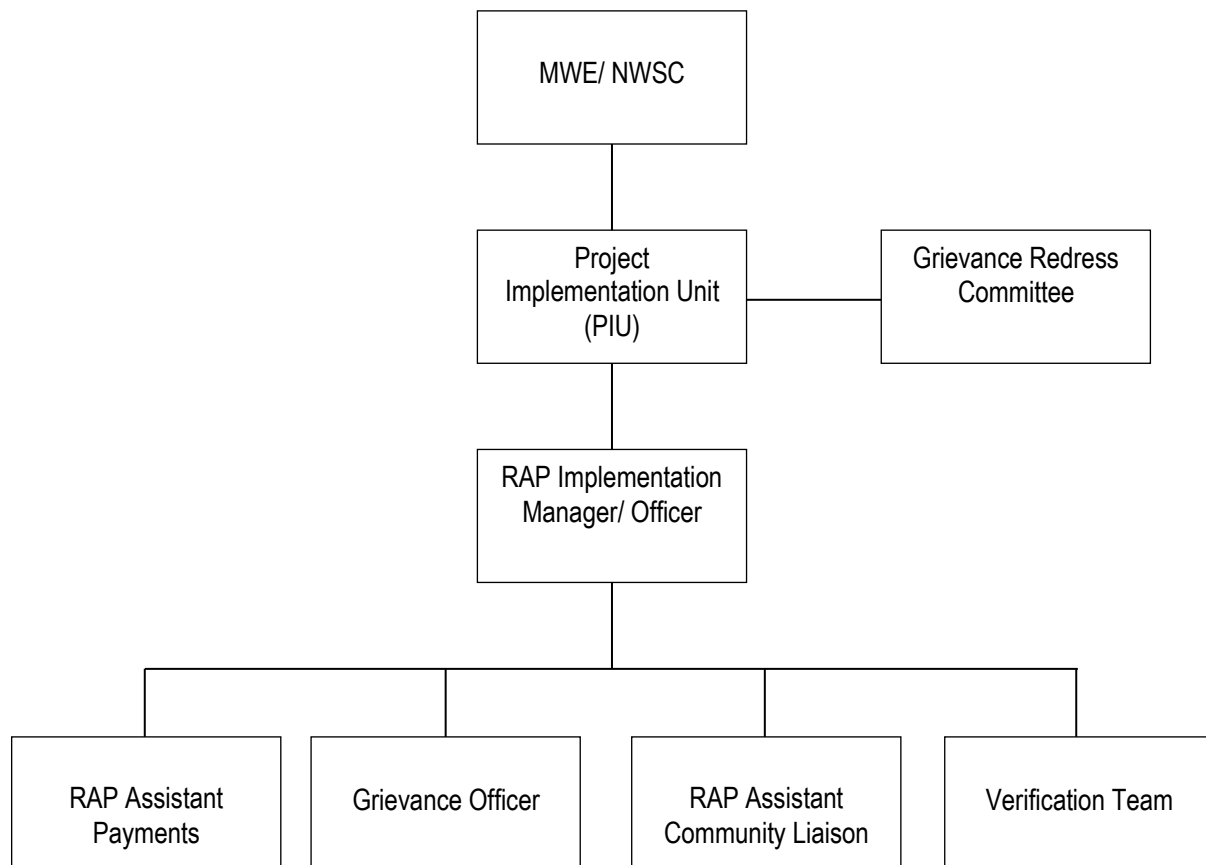 MWE/ NWSC
Project
Implementation Unit
(PIU)
Grievance Redress
Committee
RAP Implementation
Manager/ Officer
RAP Assistant
Payments
Grievance Officer
RAP Assistant
Community Liaison
Verification Team